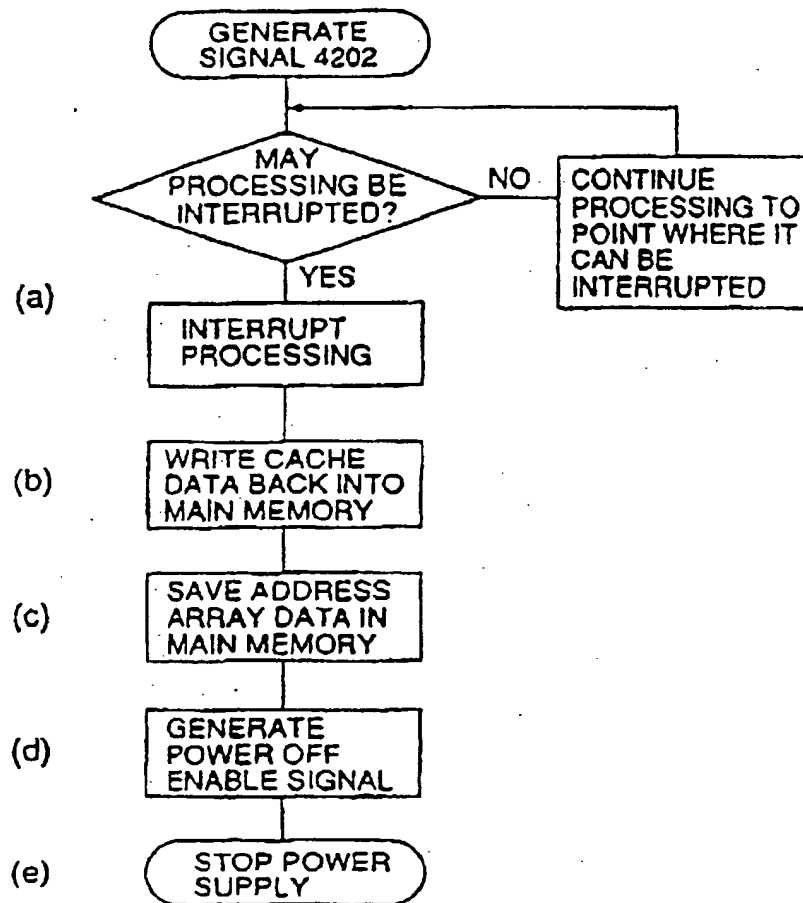 GENERATE
SIGNAL 4202
MAY
PROCESSING BE
INTERRUPTED?
NO
CONTINUE
PROCESSING TO
POINT WHERE IT
CAN BE
INTERRUPTED
YES
(a)
INTERRUPT
PROCESSING
(b)
WRITE CACHE
DATA BACK INTO
MAIN MEMORY
(c)
SAVE ADDRESS
ARRAY DATA IN
MAIN MEMORY
(d)
GENERATE
POWER OFF
ENABLE SIGNAL
(e)
STOP POWER
SUPPLY